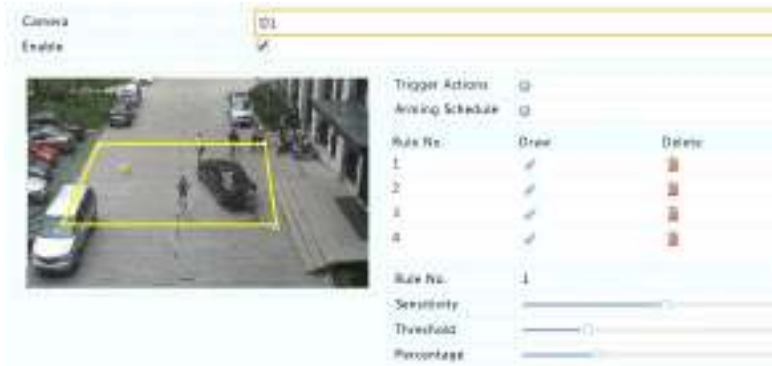 Camera D1
Enable
Trigger Actions
Arming Schedule
Rule No. Draw Delete
1
2
3
4
Rule No. 1
Sensitivity
Threshold
Percentage